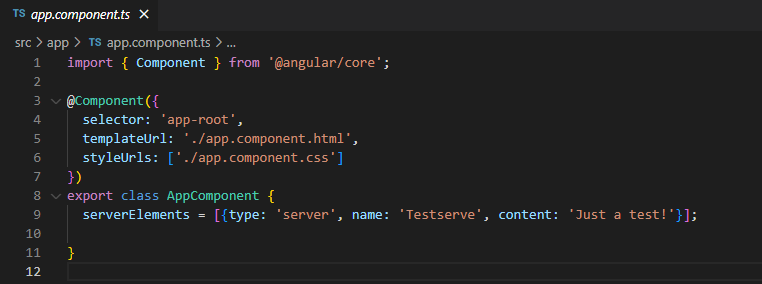 TS app.component.ts ×
src > app > TS app.component.ts > ...
1 import { Component } from '@angular/core';
2
3 @Component({
4 selector: 'app-root',
5 templateUrl: './app.component.html',
6 styleUrls: ['./app.component.css']
7 })
8 export class AppComponent {
9 serverElements = [{type: 'server', name: 'Testserve', content: 'Just a test!'}];
10
11 }
12